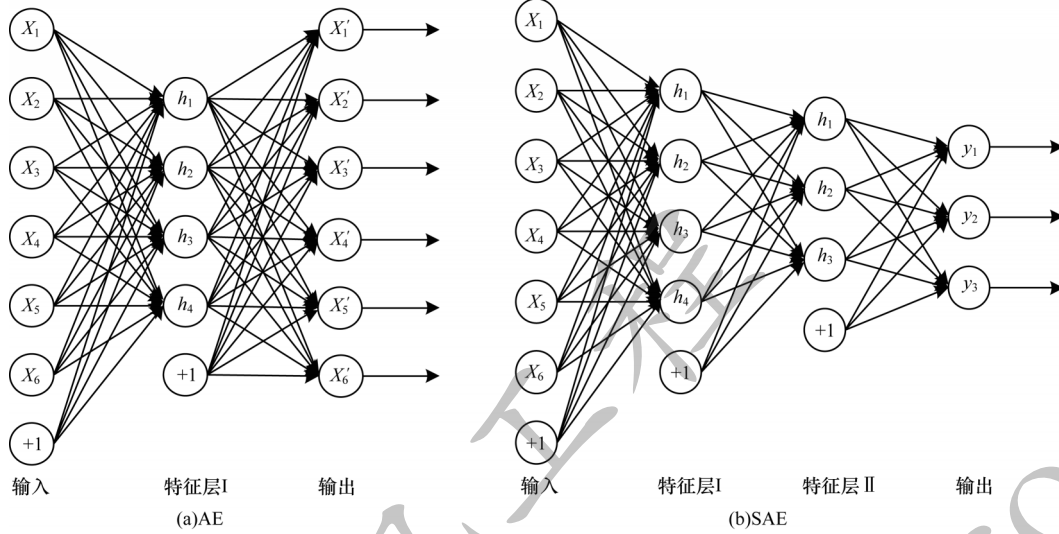 X₁
X₂
X₃
X₄
X₅
X₆
+1
输入
h₁
h₂
h₃
h₄
+1
特征层I
X₁′
X₂′
X₃′
X₄′
X₅′
X₆′
输出
(a)AE
X₁
X₂
X₃
X₄
X₅
X₆
+1
输入
h₁
h₂
h₃
h₄
+1
特征层I
h₁
h₂
h₃
+1
特征层Ⅱ
y₁
y₂
y₃
输出
(b)SAE
工程